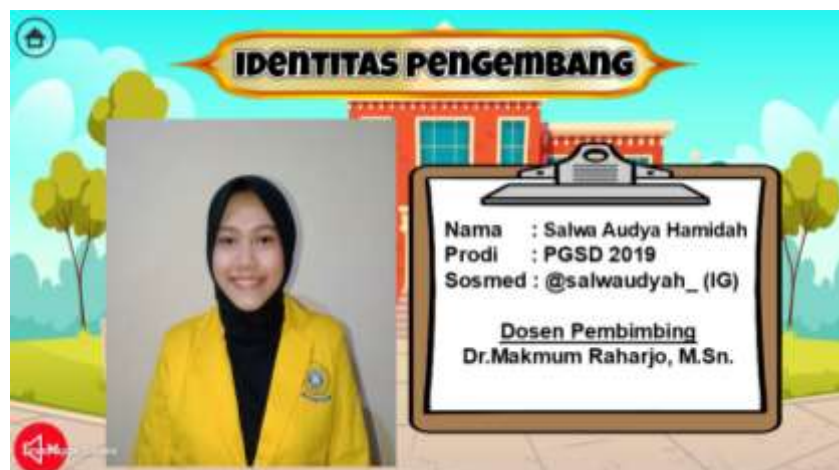 IDENTITAS PENGEMBANG
Nama : Salwa Audya Hamidah
Prodi : PGSD 2019
Sosmed : @salwaudyah_ (IG)
Dosen Pembimbing
Dr.Makmum Raharjo, M.Sn.